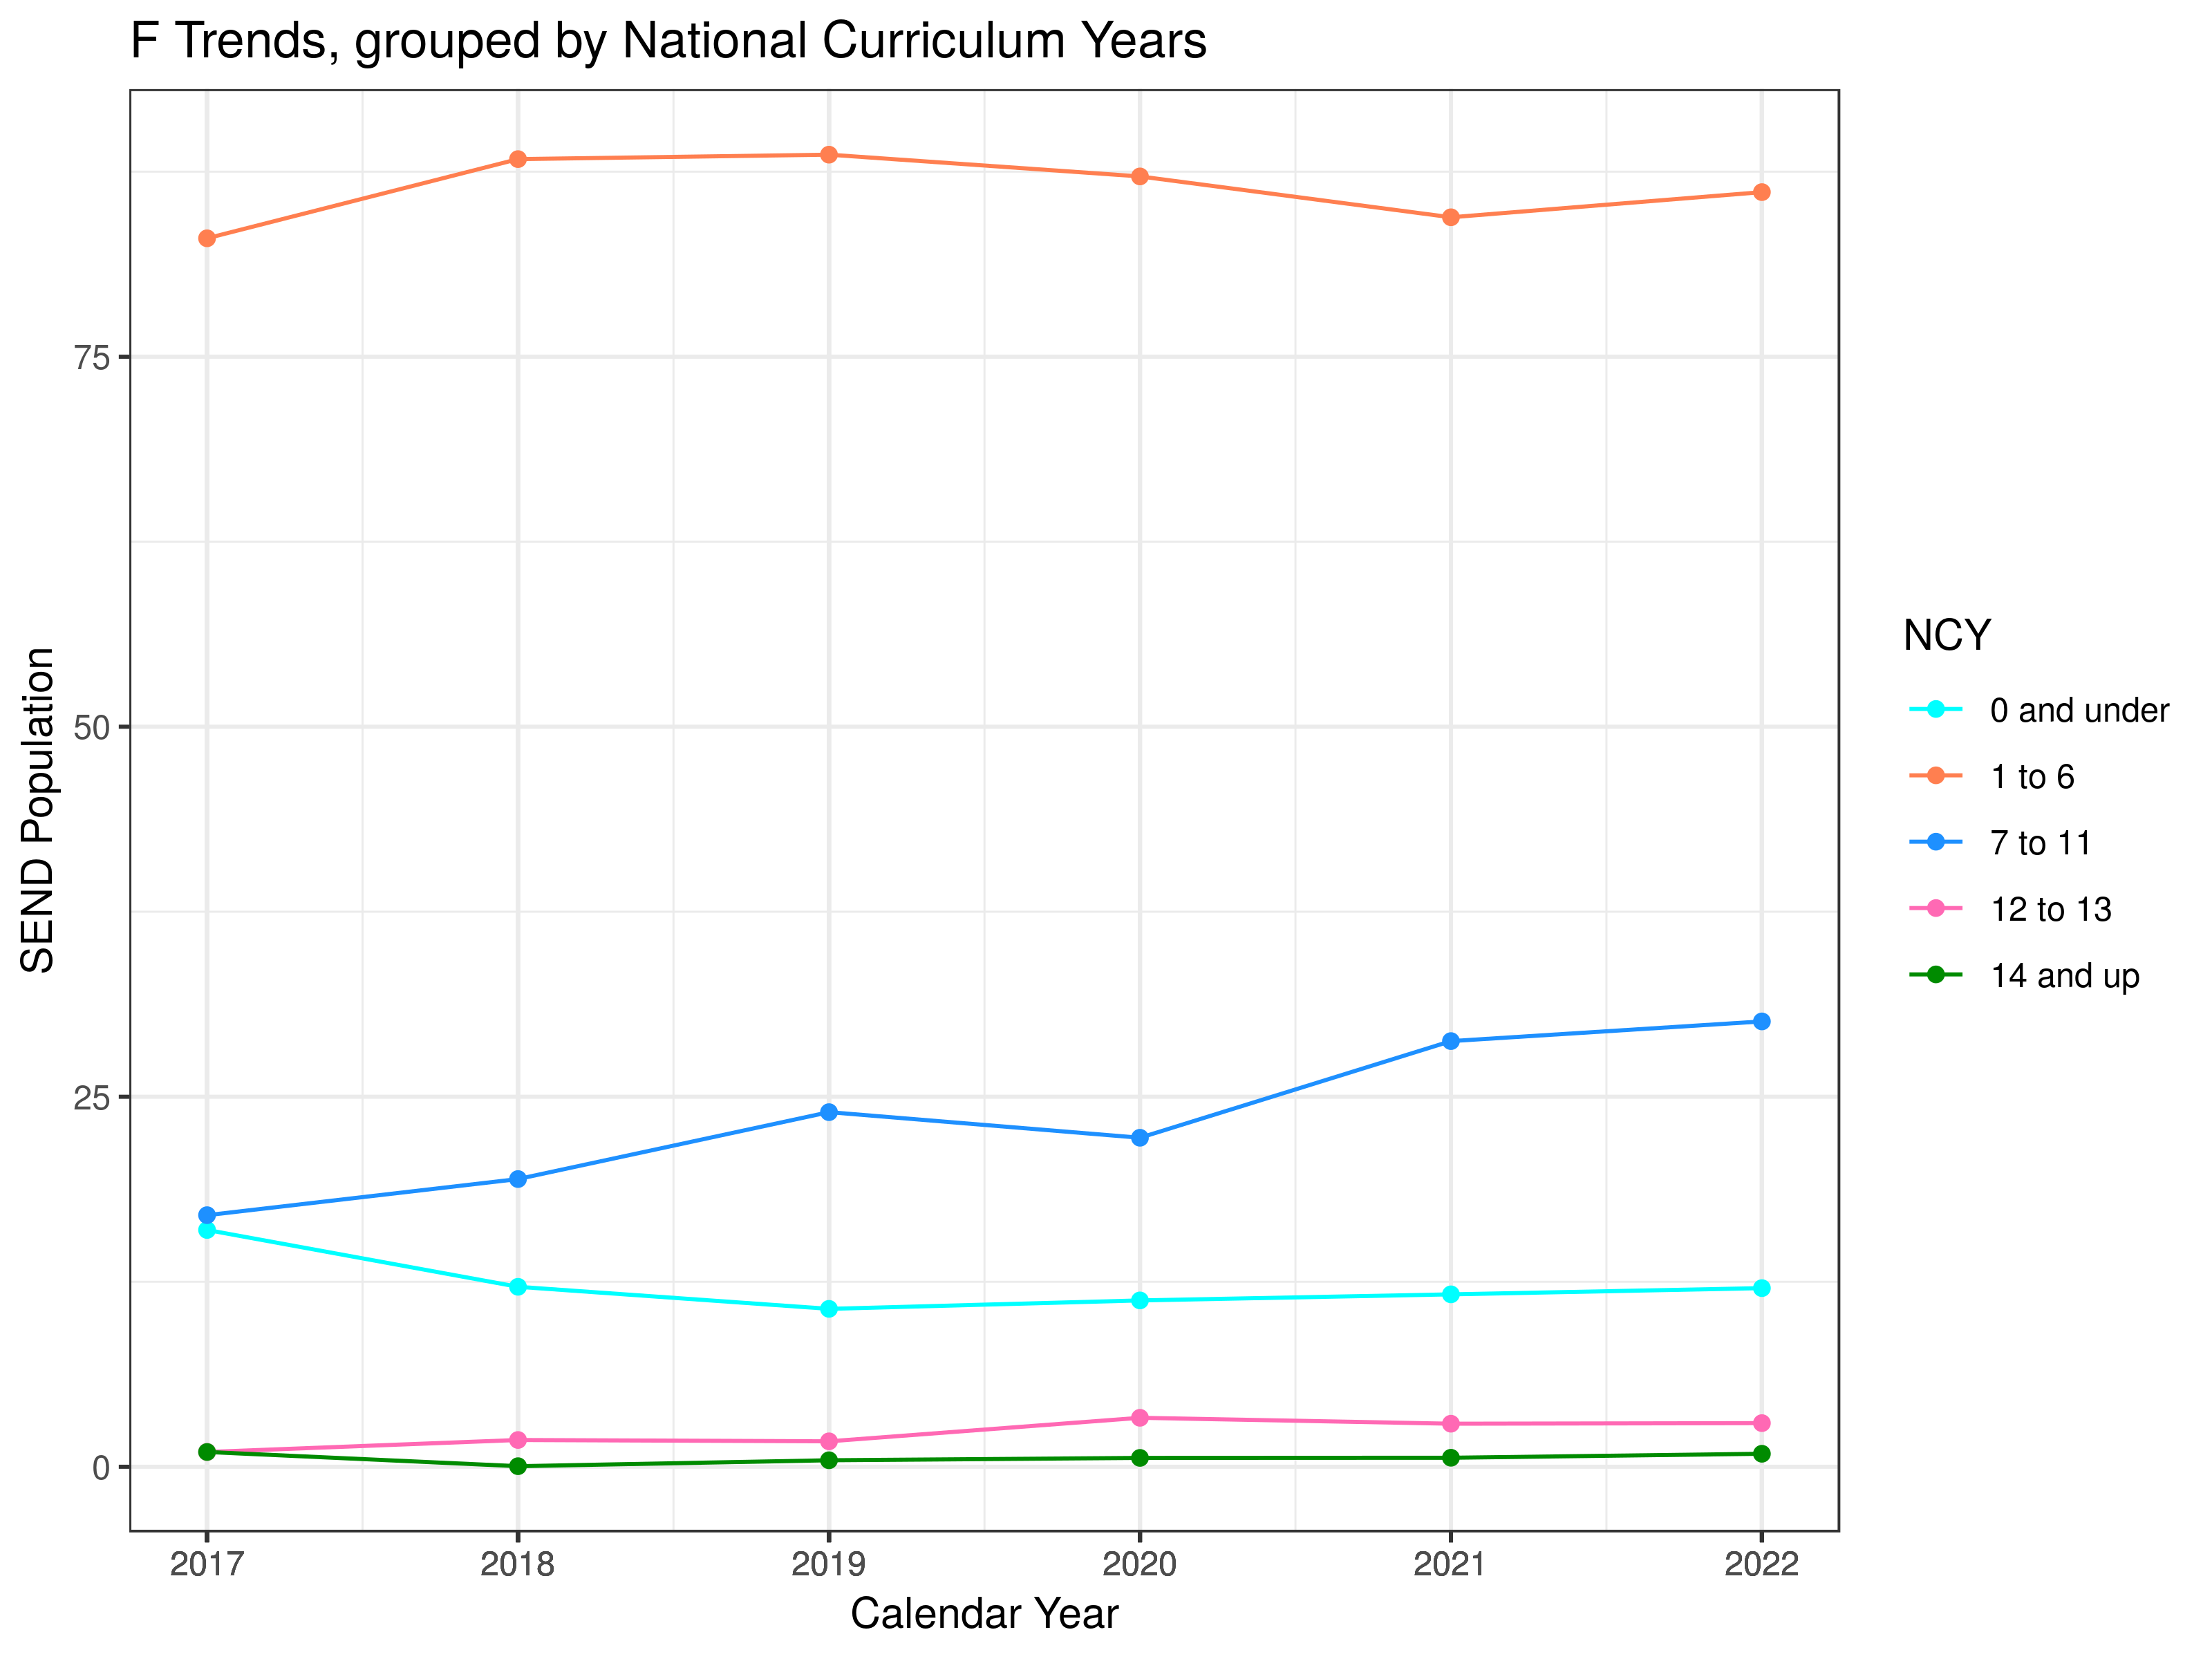 F Trends, grouped by National Curriculum Years
SEND Population
75
50
25
0
2017 2018 2019 2020 2021 2022
Calendar Year
NCY
0 and under
1 to 6
7 to 11
12 to 13
14 and up